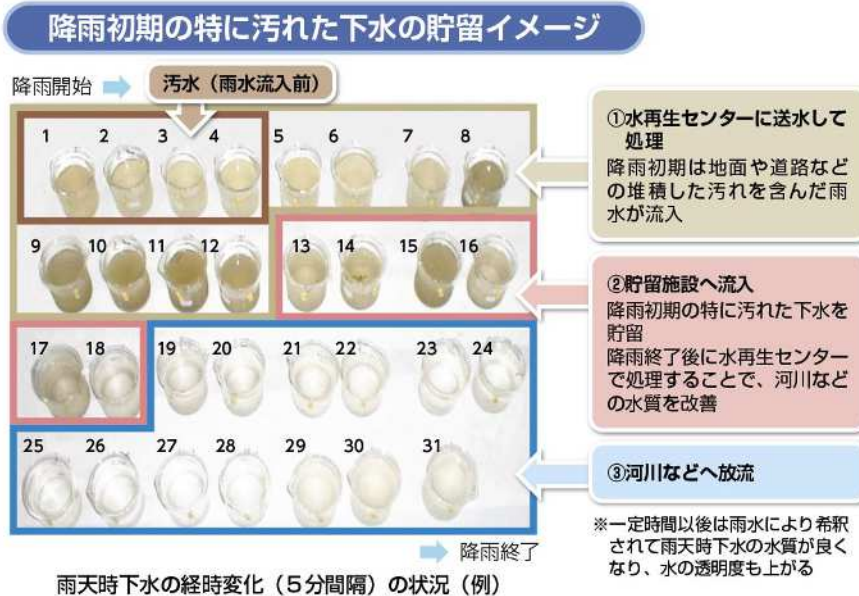 降雨初期の特に汚れた下水の貯留イメージ
降雨開始
汚水（雨水流入前）
1 2 3 4 5 6 7 8
9 10 11 12 13 14 15 16
17 18 19 20 21 22 23 24
25 26 27 28 29 30 31
①水再生センターに送水して
処理
降雨初期は地面や道路など
の堆積した汚れを含んだ雨
水が流入
②貯留施設へ流入
降雨初期の特に汚れた下水を
貯留
降雨終了後に水再生センター
で処理することで、河川など
の水質を改善
③河川などへ放流
※一定時間以後は雨水により希釈
されて雨天時下水の水質が良く
なり、水の透明度も上がる
降雨終了
雨天時下水の経時変化（５分間隔）の状況（例）